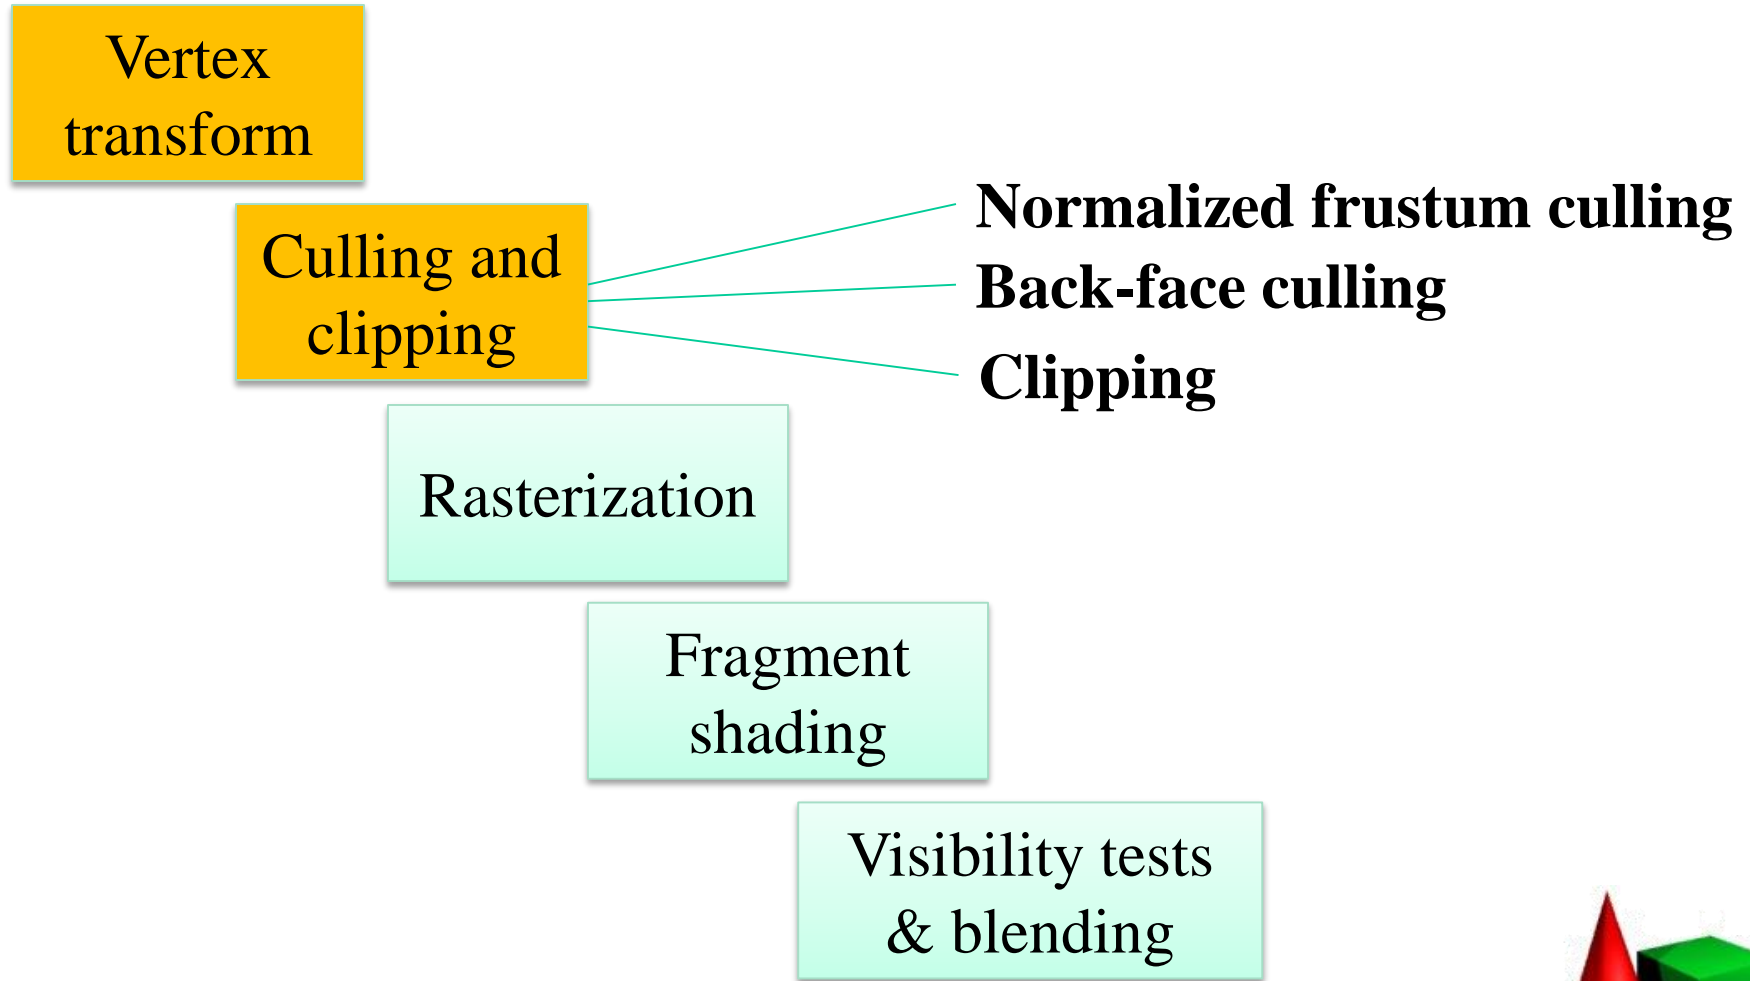 Vertex
transform
Culling and
clipping
Normalized frustum culling
Back-face culling
Clipping
Rasterization
Fragment
shading
Visibility tests
& blending